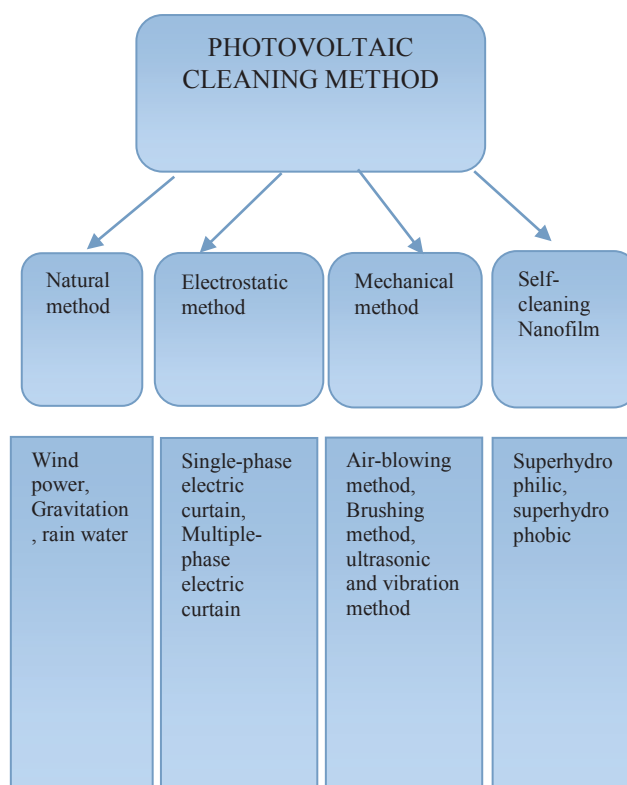 PHOTOVOLTAIC
CLEANING METHOD
Natural
method
Electrostatic
method
Mechanical
method
Self-
cleaning
Nanofilm
Wind
power,
Gravitation
, rain water
Single-phase
electric
curtain,
Multiple-
phase
electric
curtain
Air-blowing
method,
Brushing
method,
ultrasonic
and vibration
method
Superhydro
philic,
superhydro
phobic